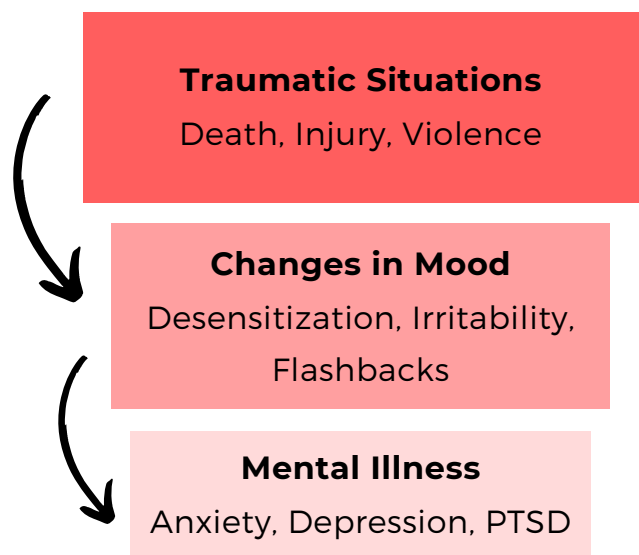 Traumatic Situations
Death, Injury, Violence
Changes in Mood
Desensitization, Irritability,
Flashbacks
Mental Illness
Anxiety, Depression, PTSD